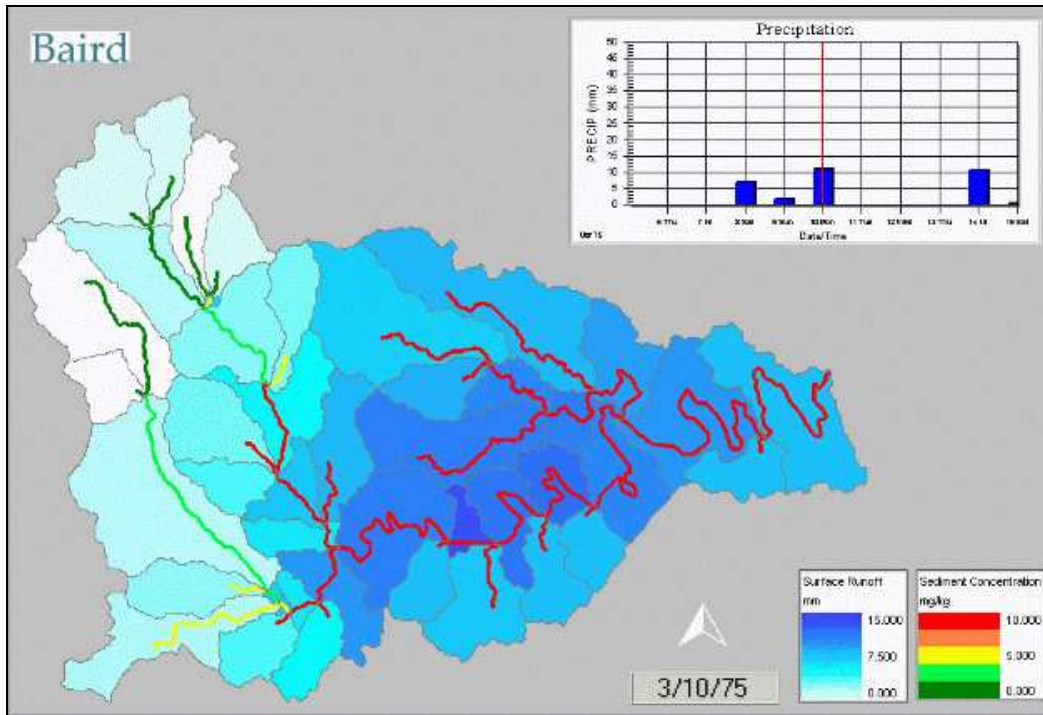 Baird
Precipitation
PRECIP (mm)
50
45
40
35
30
25
20
15
10
5
0
Date/Time
Surface Runoff
mm
15.000
7.500
0.000
Sediment Concentration
mg/kg
10.000
5.000
0.000
3/10/75